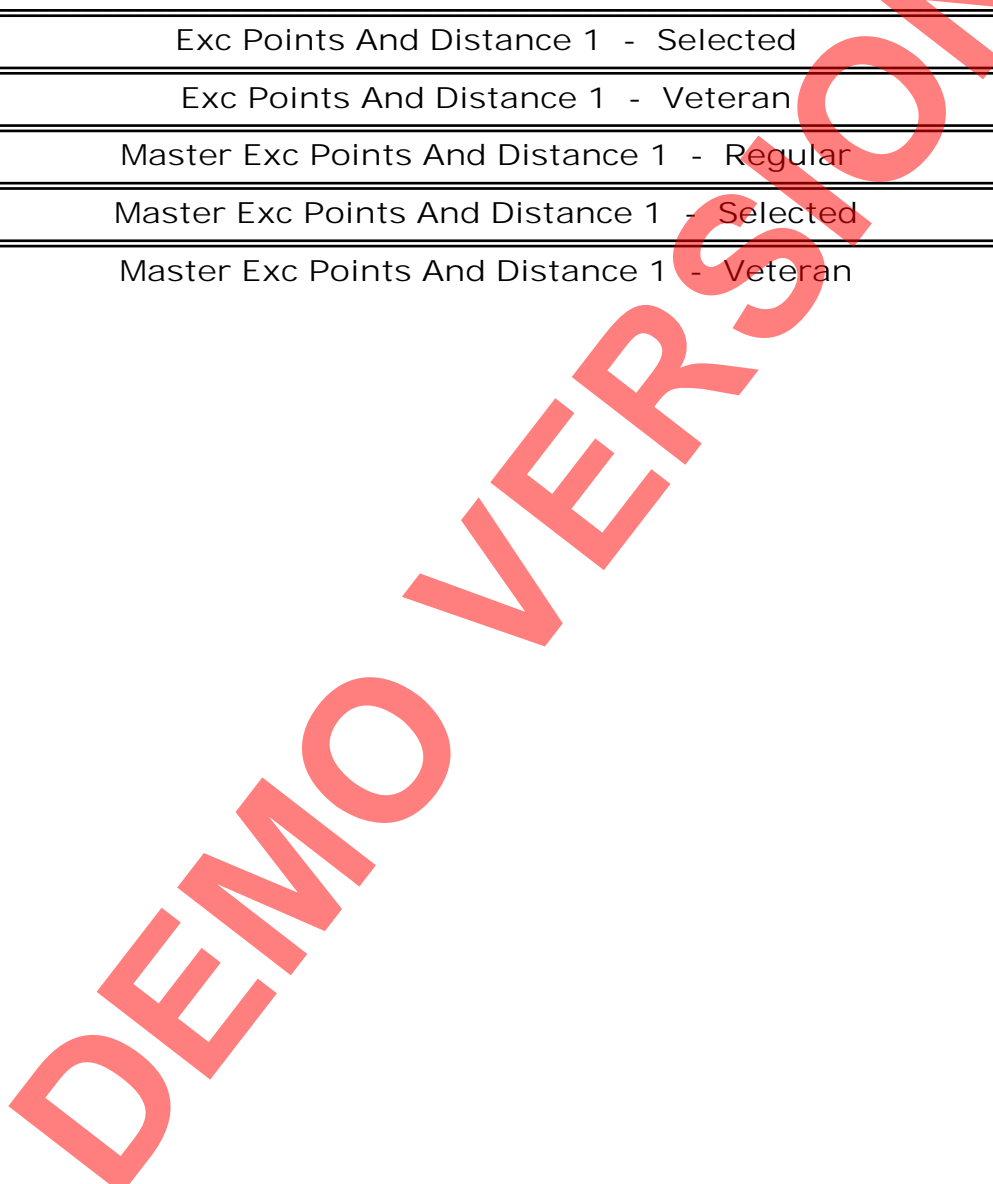 Exc Points And Distance 1 - Selected
Exc Points And Distance 1 - Veteran
Master Exc Points And Distance 1 - Regular
Master Exc Points And Distance 1 - Selected
Master Exc Points And Distance 1 - Veteran
DEMO VERSION